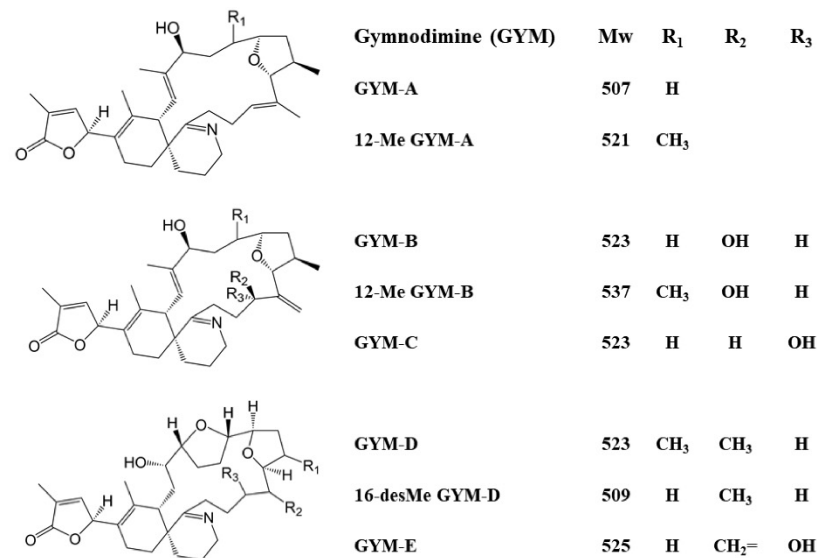 Gymnodimine (GYM) Mw R₁ R₂ R₃
HO R₁
O
GYM-A 507 H
H
12-Me GYM-A 521 CH₃
N
O O
HO R₁
GYM-B 523 H OH H
O
R₂
12-Me GYM-B 537 CH₃ OH H
R₃
H
N
GYM-C 523 H H OH
O O
H O H H
GYM-D 523 CH₃ CH₃ H
HO O
R₃ H R₁
16-desMe GYM-D 509 H CH₃ H
H
R₂
N
O O
GYM-E 525 H CH₂= OH